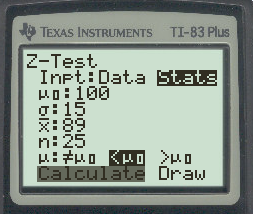 TEXAS INSTRUMENTS TI-83 Plus
Z-Test
Inpt:Data Stats
μ₀:100
σ:15
x̄:89
n:25
μ:≠μ₀ <μ₀ >μ₀
Calculate Draw